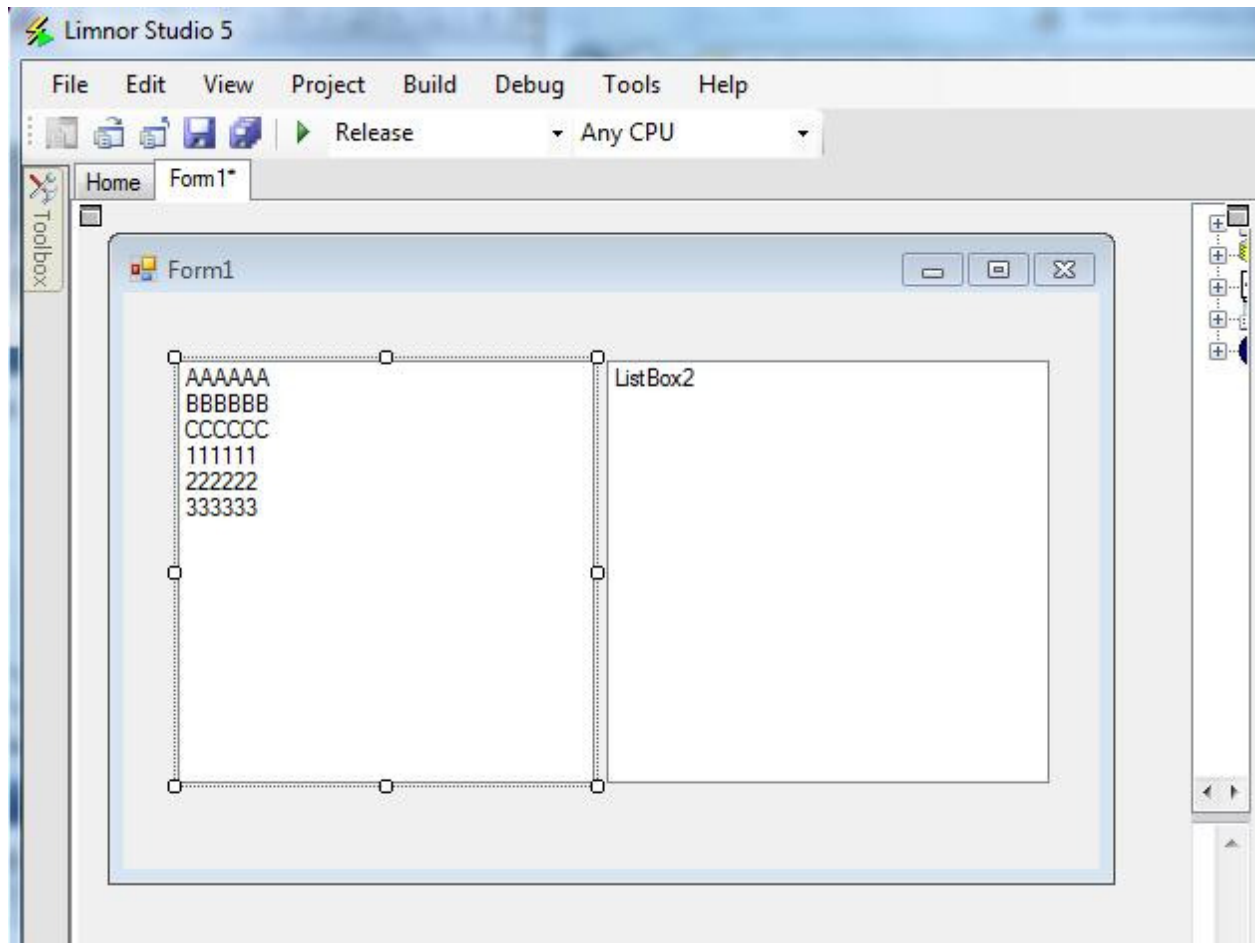 Limnor Studio 5
File Edit View Project Build Debug Tools Help
Release Any CPU
Toolbox
Home Form1*
Form1
AAAAAA
BBBBBB
CCCCCC
111111
222222
333333
ListBox2